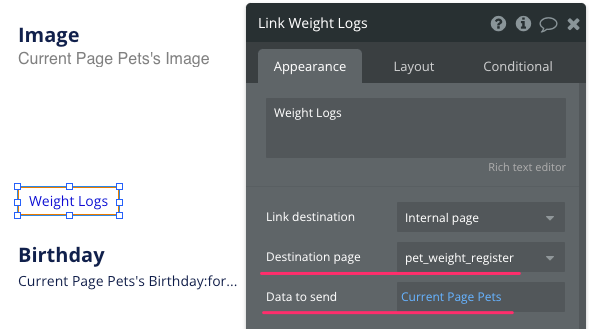 Image
Current Page Pets's Image
Weight Logs
Birthday
Current Page Pets's Birthday:for...
Link Weight Logs
Appearance
Layout
Conditional
Weight Logs
Rich text editor
Link destination
Internal page
Destination page
pet_weight_register
Data to send
Current Page Pets